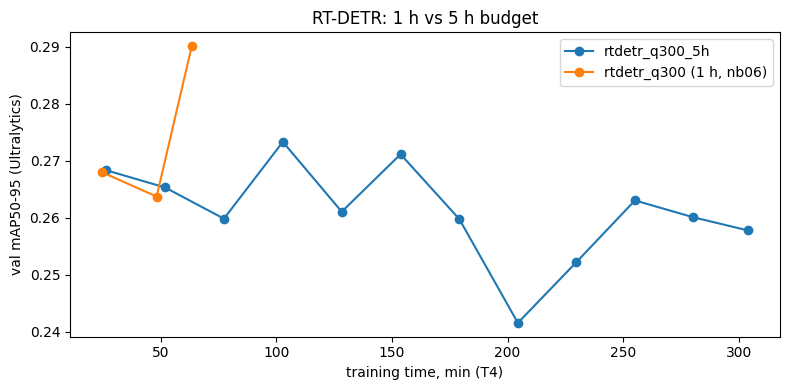 RT-DETR: 1 h vs 5 h budget
rtdetr_q300_5h
rtdetr_q300 (1 h, nb06)
val mAP50-95 (Ultralytics)
0.29
0.28
0.27
0.26
0.25
0.24
50 100 150 200 250 300
training time, min (T4)